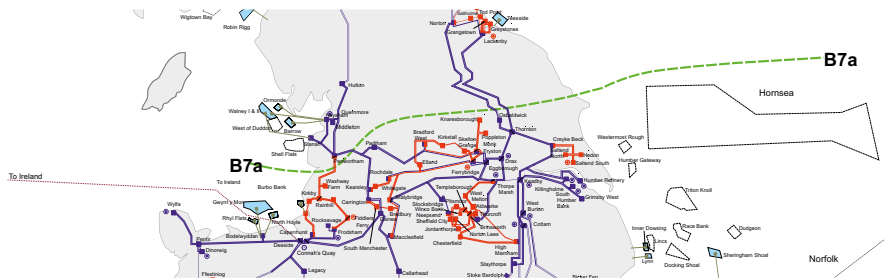 Wigtown Bay
Robin Rigg
Norton
Saltholme
Tod Point
Teesside
Grangetown
Greystones
Lackenby
B7a
Hutton
Hornsea
Ormonde
Walney I & II
Quernmore
Heysham
Middleton
West of Duddon
Barrow
Stanah
Shell Flats
Padiham
Bradford
West
Kirkstall
Knaresborough
Skelton
Grange
Poppleton
Monk
Fryston
Osbaldwick
Thornton
Drax
Eggborough
Creyke Beck
Saltend
North
Hedon
Saltend South
Westermost Rough
Humber Gateway
B7a
Penwortham
Elland
Ferrybridge
To Ireland
To Ireland
Burbo Bank
Washway
Farm
Kirkby
Rochdale
Kearsley
Whitegate
Templeborough
Thorpe
Marsh
Keadby
Humber Refinery
Killingholme
South
Humber
Bank
Grimsby West
Triton Knoll
Wylfa
Gwynt y Mor
Rhyl Flats
North Hoyle
Rainhill
Carrington
Stalybridge
Stocksbridge
Pitsmoor
West
Melton
Winco Bank
Neepsend
Sheffield City
Jordanthorpe
Chesterfield
West
Burton
Cottam
Rocksavage
Fiddlers
Ferry
Bredbury
Daines
Brinsworth
Norton Lees
High
Marnham
Inner Dowsing
Lincs
Lynn
Race Bank
Dudgeon
Docking Shoal
Sheringham Shoal
Pentir
Dinorwig
Bodelwyddan
Deeside
Capenhurst
Frodsham
Connah's Quay
South Manchester
Macclesfield
Ffestiniog
Legacy
Cellarhead
Staythorpe
Stoke Bardolph
Norfolk